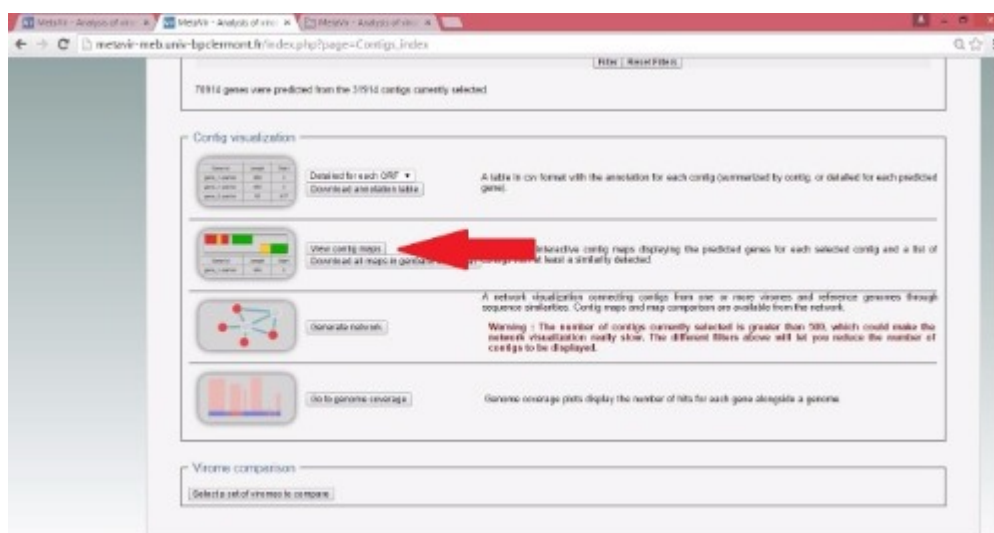 MetaVir - Analysis of viro
MetaVir - Analysis of viro
MetaVir - Analysis of viro
metavir-meb.univ-bpclermont.fr/index.php?page=Contigs_index
Filter Reset Filters
genes were predicted from the 31914 contigs currently selected
Contig visualization
Detailed for each ORF
Download annotation table
A table in csv format with the annotation for each contig (summarized by contig, or detailed for each predicted
gene).
View contig maps
Download all maps in genba
Interactive contig maps displaying the predicted genes for each selected contig and a list of
at least a similarity detected
Generate network
A network visualization connecting contigs from one or more viromes and reference genomes through
sequence similarities. Contig maps and map comparison are available from the network.
Warning : The number of contigs currently selected is greater than 500, which could make the
network visualization really slow. The different filters above will let you reduce the number of
contigs to be displayed.
Go to genome coverage
Genome coverage plots display the number of hits for each gene alongside a genome
Virome comparison
Select a set of viromes to compare